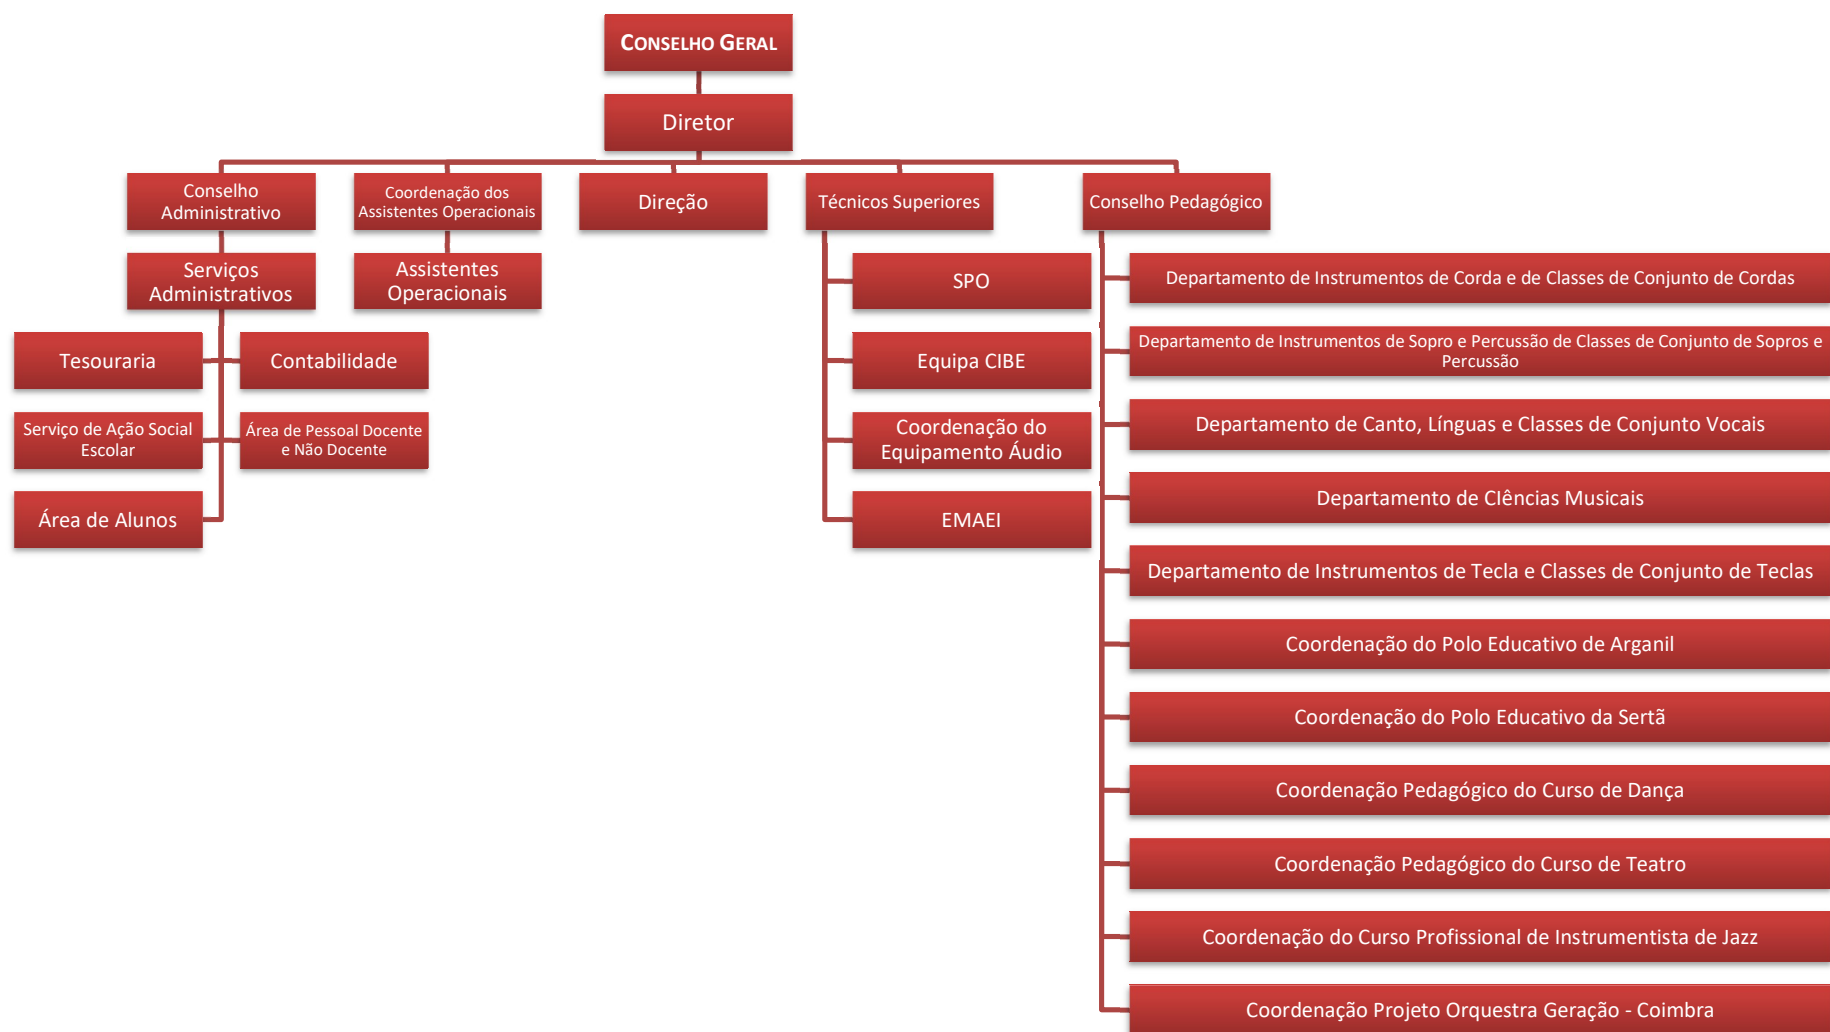 CONSELHO GERAL
Diretor
Conselho
Administrativo
Coordenação dos
Assistentes Operacionais
Direção
Técnicos Superiores
Conselho Pedagógico
Serviços
Administrativos
Assistentes
Operacionais
Tesouraria
Contabilidade
Serviço de Ação Social
Escolar
Área de Pessoal Docente
e Não Docente
Área de Alunos
SPO
Equipa CIBE
Coordenação do
Equipamento Áudio
EMAEI
Departamento de Instrumentos de Corda e de Classes de Conjunto de Cordas
Departamento de Instrumentos de Sopro e Percussão de Classes de Conjunto de Sopros e
Percussão
Departamento de Canto, Línguas e Classes de Conjunto Vocais
Departamento de CIências Musicais
Departamento de Instrumentos de Tecla e Classes de Conjunto de Teclas
Coordenação do Polo Educativo de Arganil
Coordenação do Polo Educativo da Sertã
Coordenação Pedagógico do Curso de Dança
Coordenação Pedagógico do Curso de Teatro
Coordenação do Curso Profissional de Instrumentista de Jazz
Coordenação Projeto Orquestra Geração - Coimbra